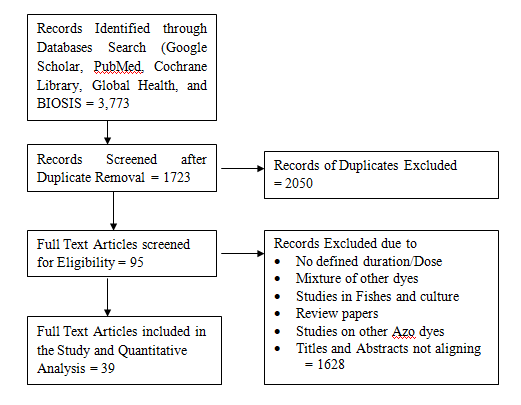 Records Identified through
Databases Search (Google
Scholar, PubMed, Cochrane
Library, Global Health, and
BIOSIS = 3,773
Records Screened after
Duplicate Removal = 1723
Records of Duplicates Excluded
= 2050
Full Text Articles screened
for Eligibility = 95
Records Excluded due to
• No defined duration/Dose
• Mixture of other dyes
• Studies in Fishes and culture
• Review papers
• Studies on other Azo dyes
• Titles and Abstracts not aligning
= 1628
Full Text Articles included in
the Study and Quantitative
Analysis = 39